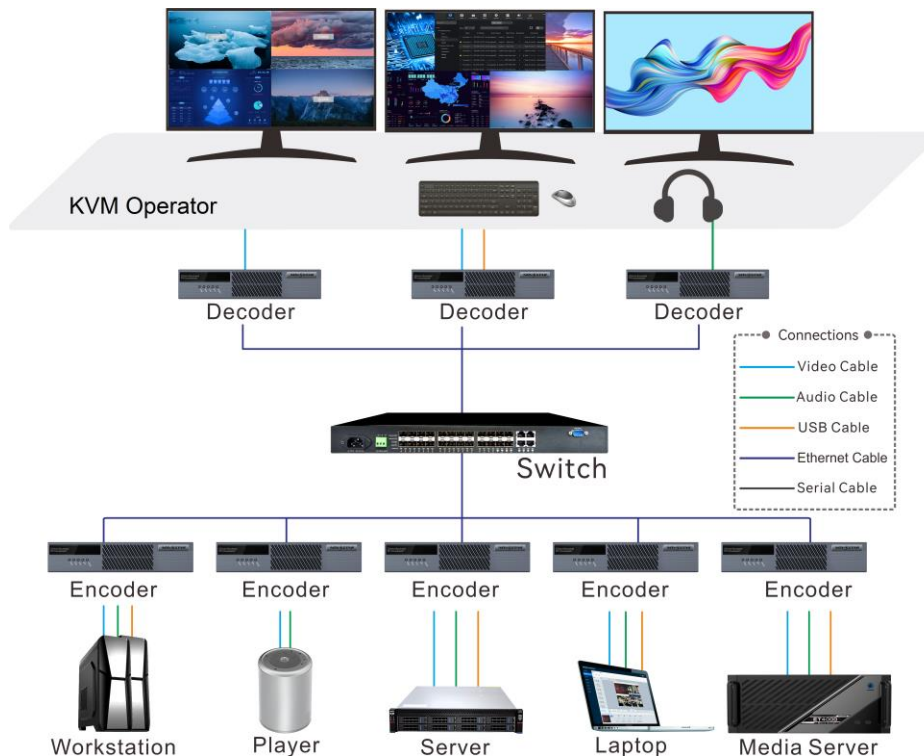 KVM Operator
Decoder
Decoder
Decoder
Connections
Video Cable
Audio Cable
USB Cable
Ethernet Cable
Serial Cable
Switch
Encoder
Encoder
Encoder
Encoder
Encoder
Workstation
Player
Server
Laptop
Media Server